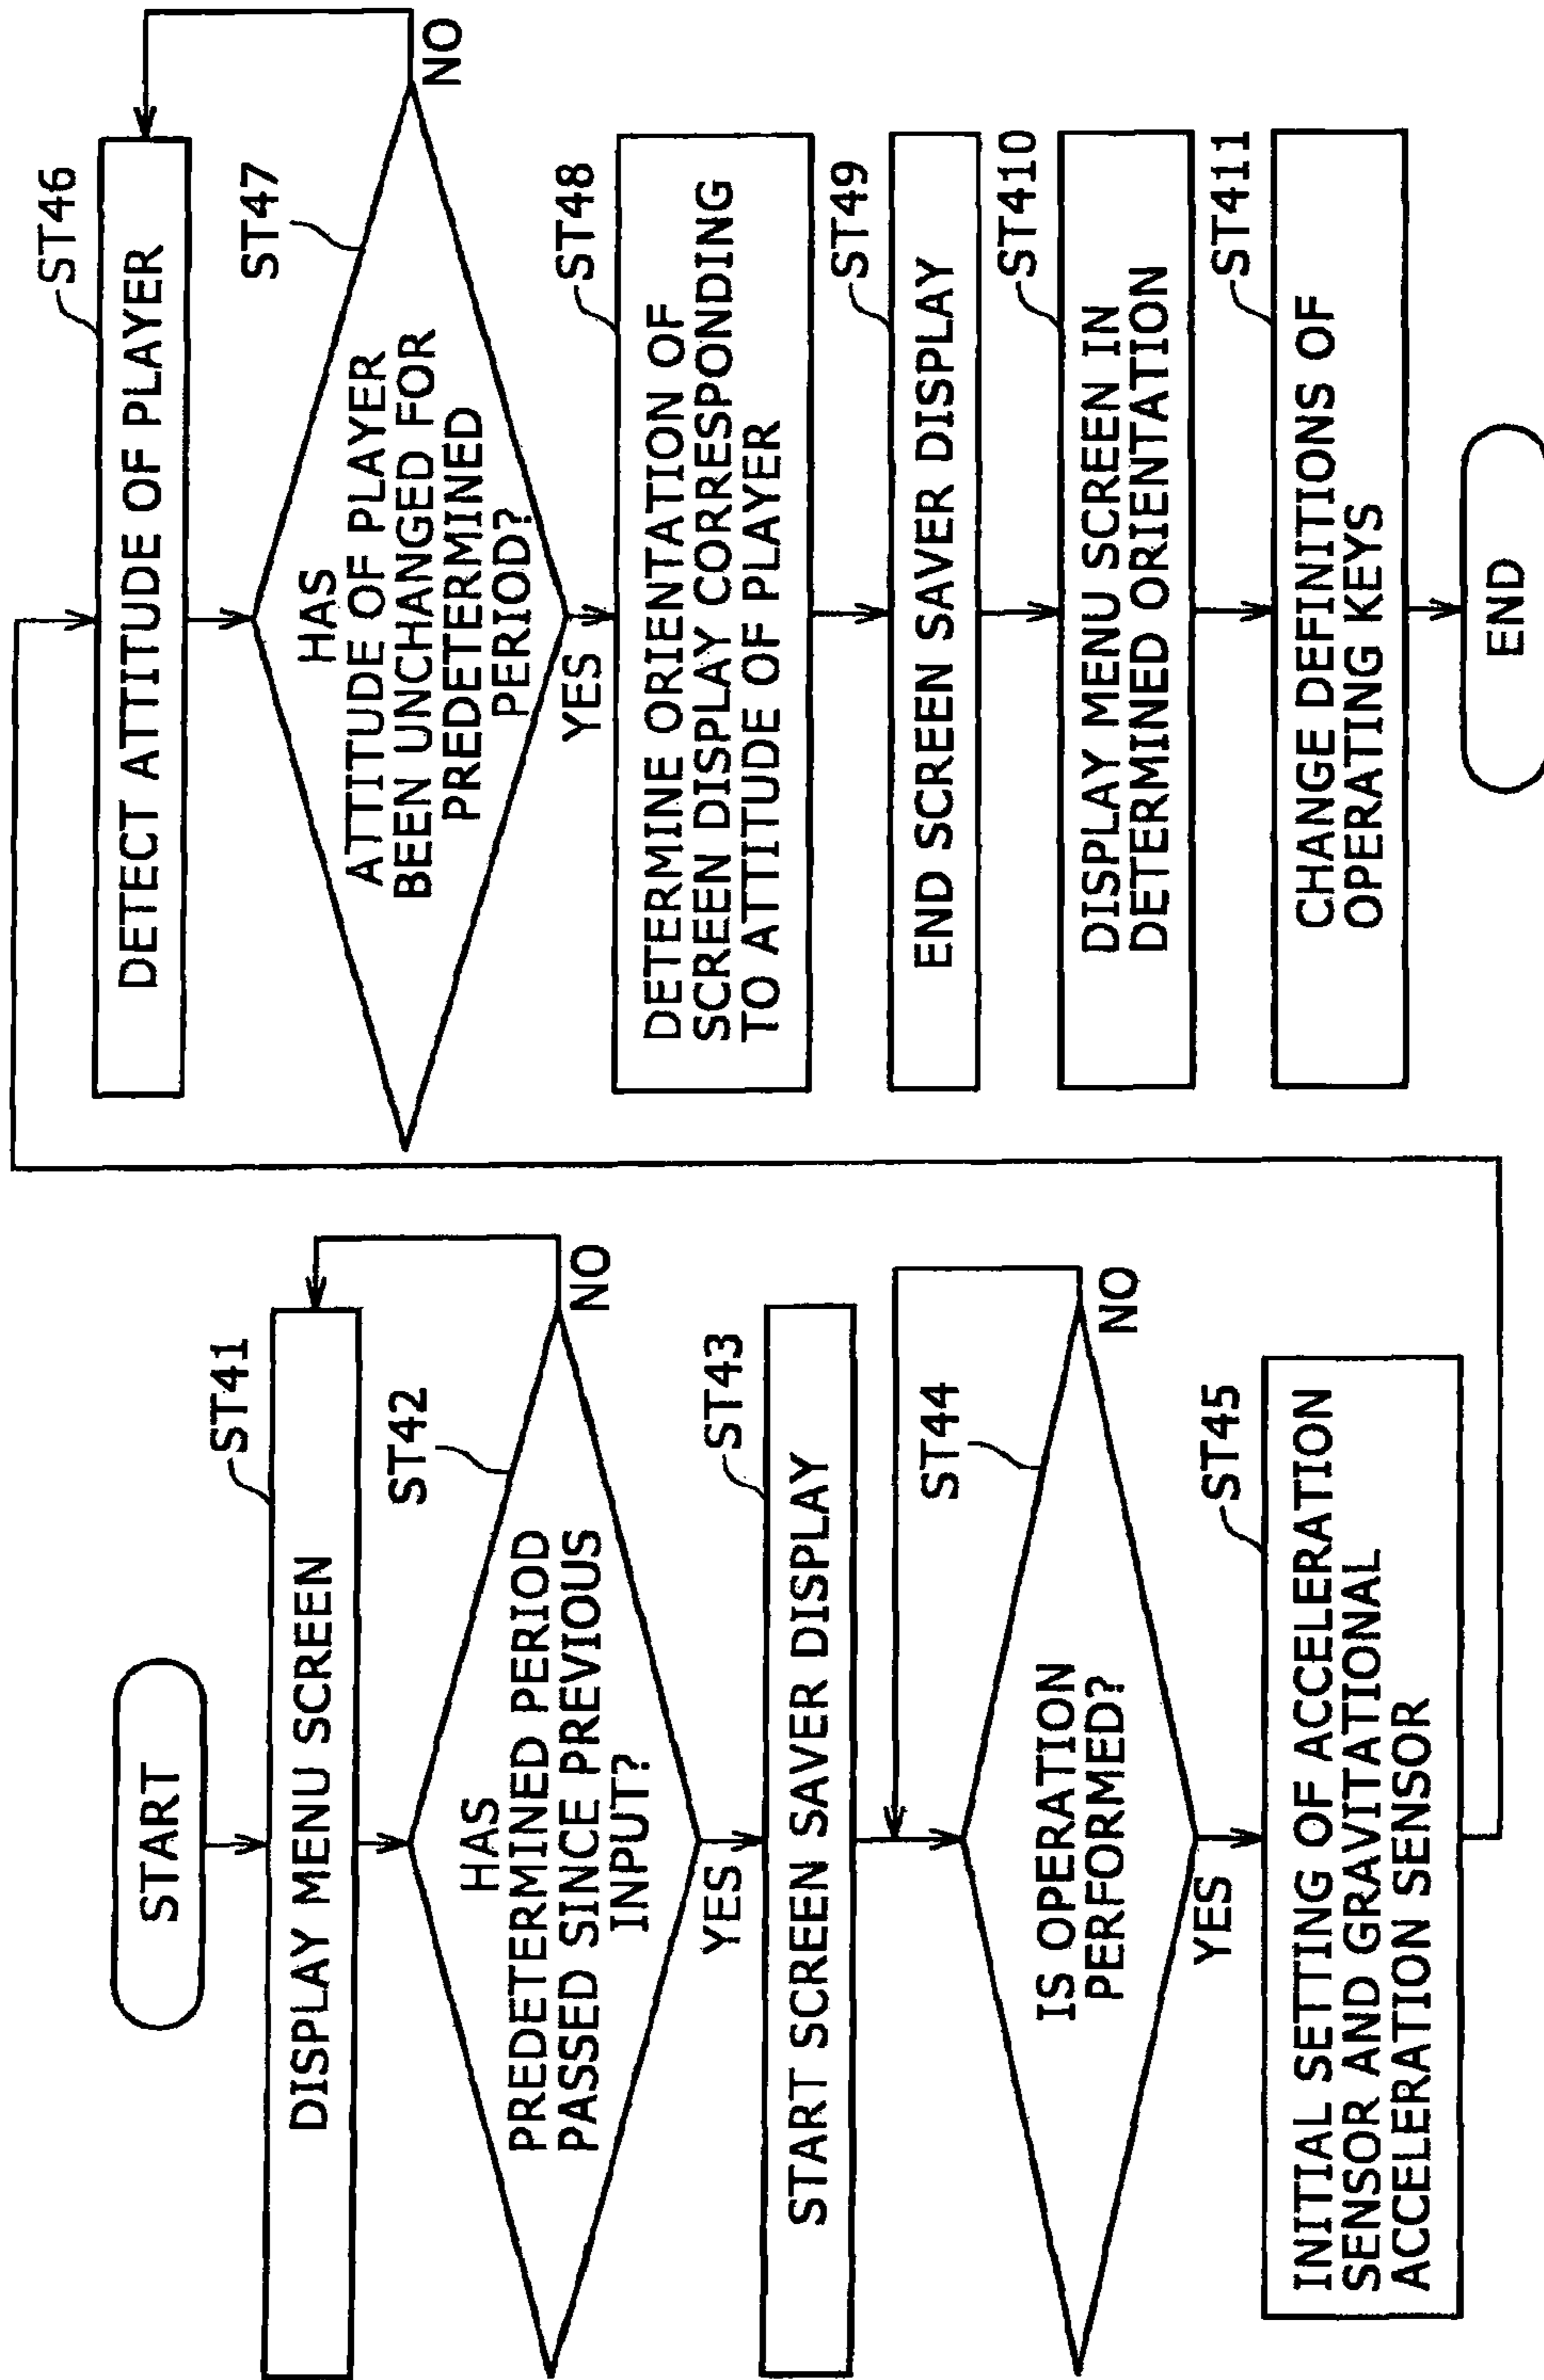 START
ST41
DISPLAY MENU SCREEN
ST42
HAS
PREDETERMINED PERIOD
PASSED SINCE PREVIOUS
INPUT?
NO
YES
ST43
START SCREEN SAVER DISPLAY
ST44
IS OPERATION
PERFORMED?
NO
YES
ST45
INITIAL SETTING OF ACCELERATION
SENSOR AND GRAVITATIONAL
ACCELERATION SENSOR
ST46
DETECT ATTITUDE OF PLAYER
ST47
HAS
ATTITUDE OF PLAYER
BEEN UNCHANGED FOR
PREDETERMINED
PERIOD?
NO
YES
ST48
DETERMINE ORIENTATION OF
SCREEN DISPLAY CORRESPONDING
TO ATTITUDE OF PLAYER
ST49
END SCREEN SAVER DISPLAY
ST410
DISPLAY MENU SCREEN IN
DETERMINED ORIENTATION
ST411
CHANGE DEFINITIONS OF
OPERATING KEYS
END